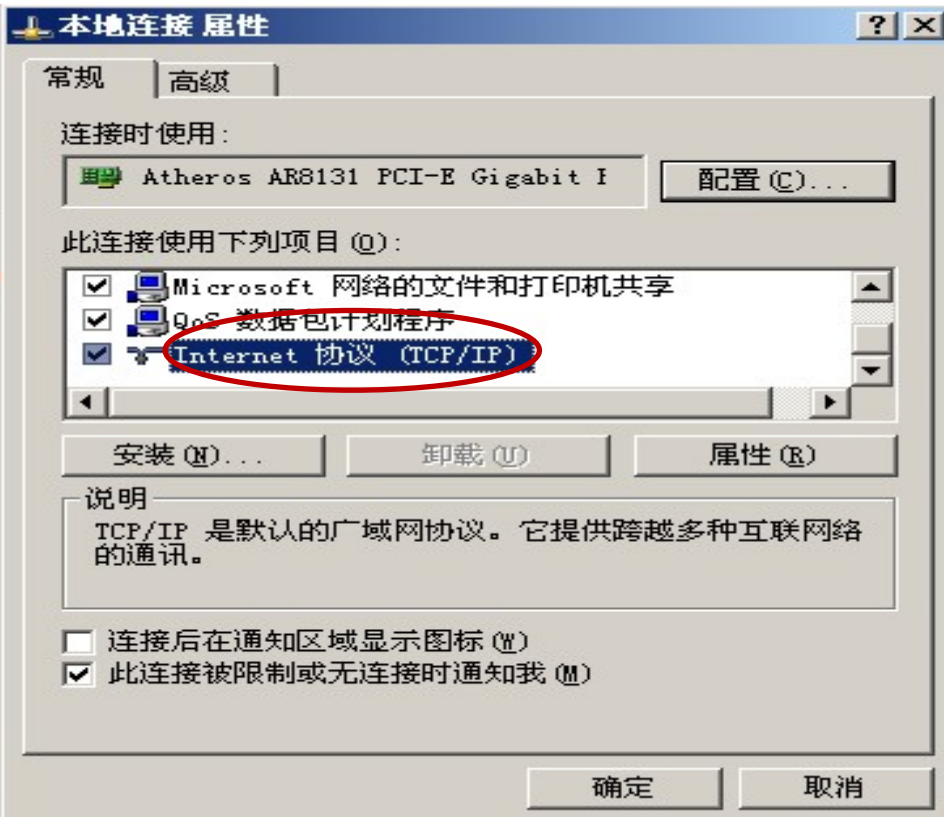 本地连接 属性
常规
高级
连接时使用:
Atheros AR8131 PCI-E Gigabit E
配置(C)...
此连接使用下列项目(O):
Microsoft 网络的文件和打印机共享
QoS 数据包计划程序
Internet 协议 (TCP/IP)
安装(N)...
卸载(U)
属性(R)
说明
TCP/IP 是默认的广域网协议。它提供跨越多种互联网络
的通讯。
连接后在通知区域显示图标(W)
此连接被限制或无连接时通知我(M)
确定
取消